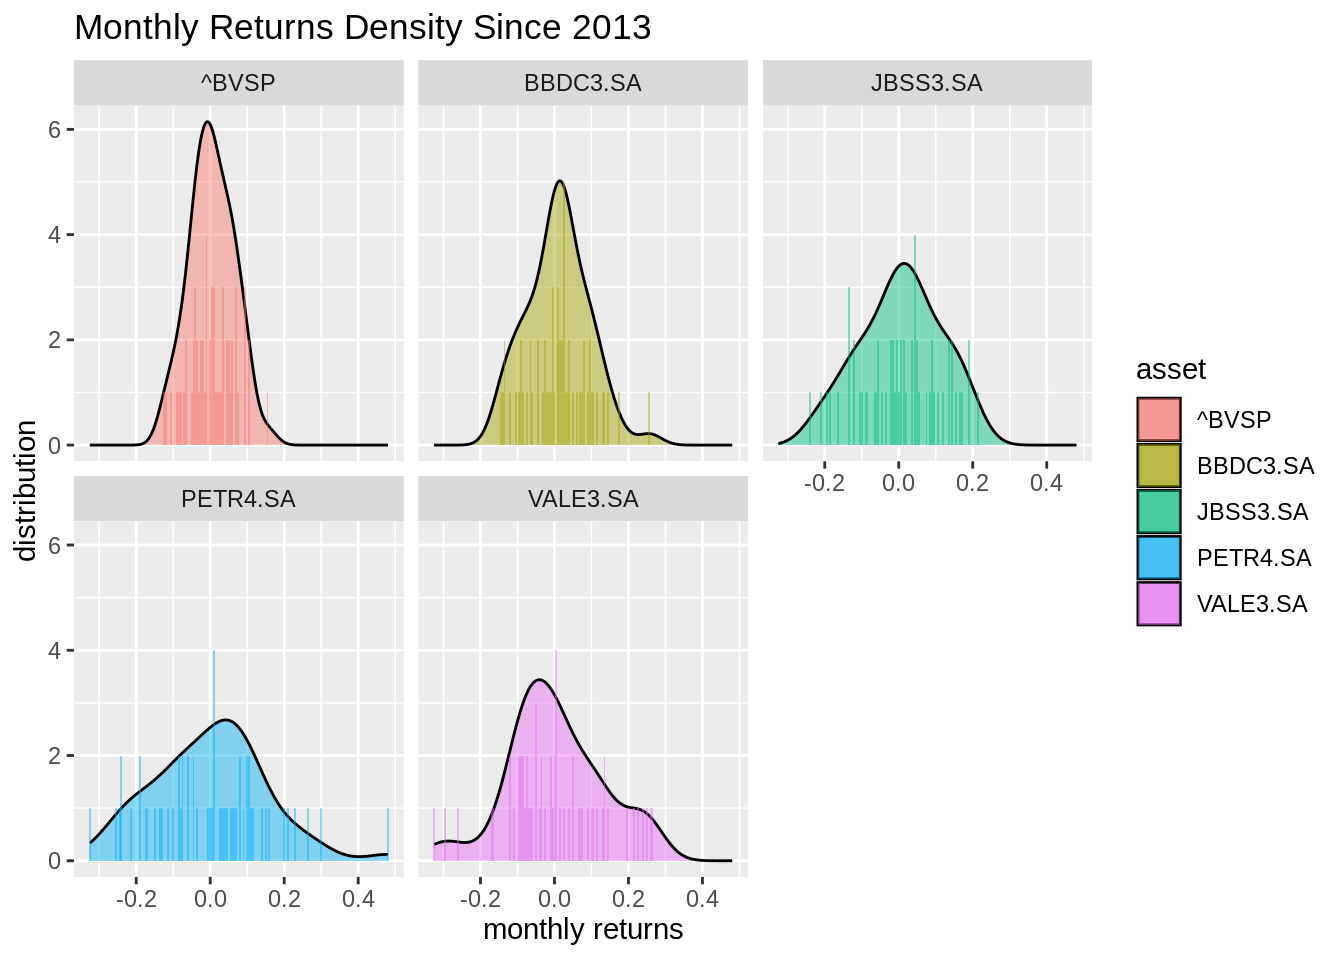 Monthly Returns Density Since 2013
^BVSP
BBDC3.SA
JBSS3.SA
6
4
2
0
-0.2 0.0 0.2 0.4
PETR4.SA
VALE3.SA
6
4
2
0
-0.2 0.0 0.2 0.4
-0.2 0.0 0.2 0.4
monthly returns
distribution
asset
^BVSP
BBDC3.SA
JBSS3.SA
PETR4.SA
VALE3.SA